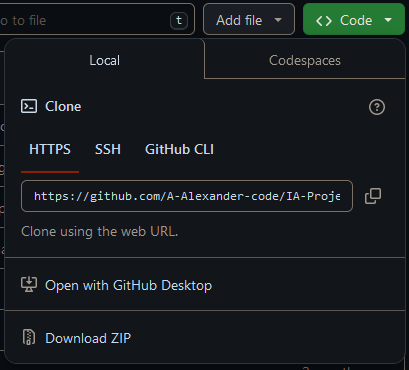 o to file t Add file Code
Local Codespaces
Clone
HTTPS SSH GitHub CLI
https://github.com/A-Alexander-code/IA-Proje
Clone using the web URL.
Open with GitHub Desktop
Download ZIP